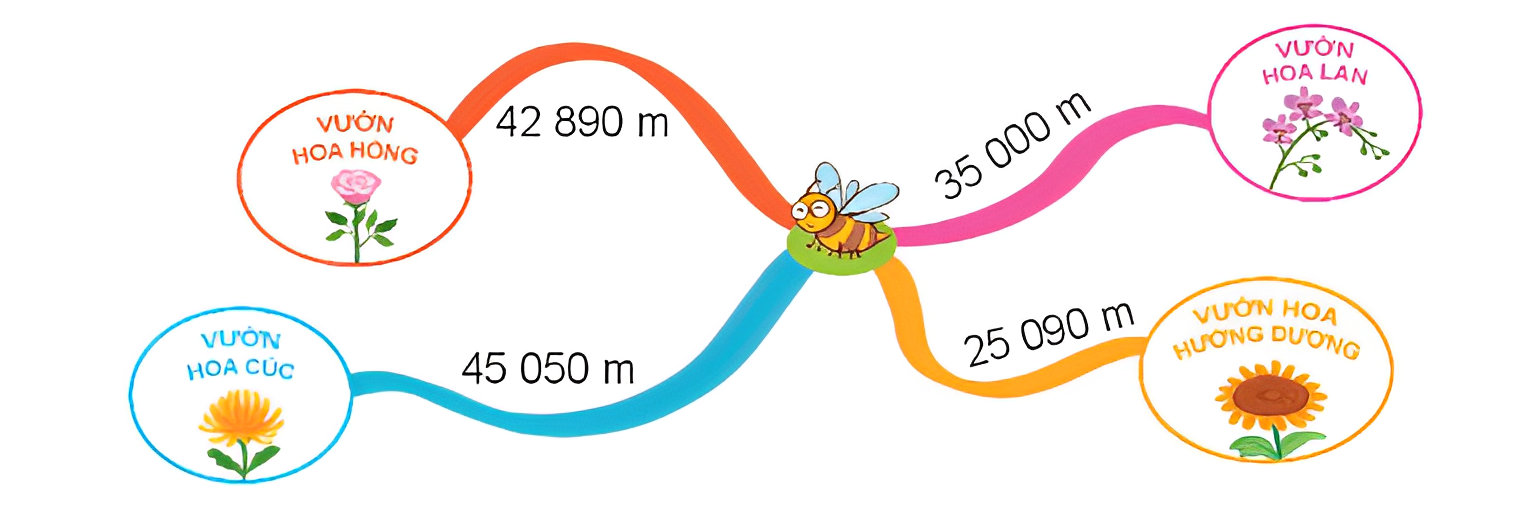 VƯỜN
HOA HỒNG
42 890 m
35 000 m
VƯỜN
HOA LAN
VƯỜN
HOA CÚC
45 050 m
25 090 m
VƯỜN HOA
HƯỚNG DƯƠNG